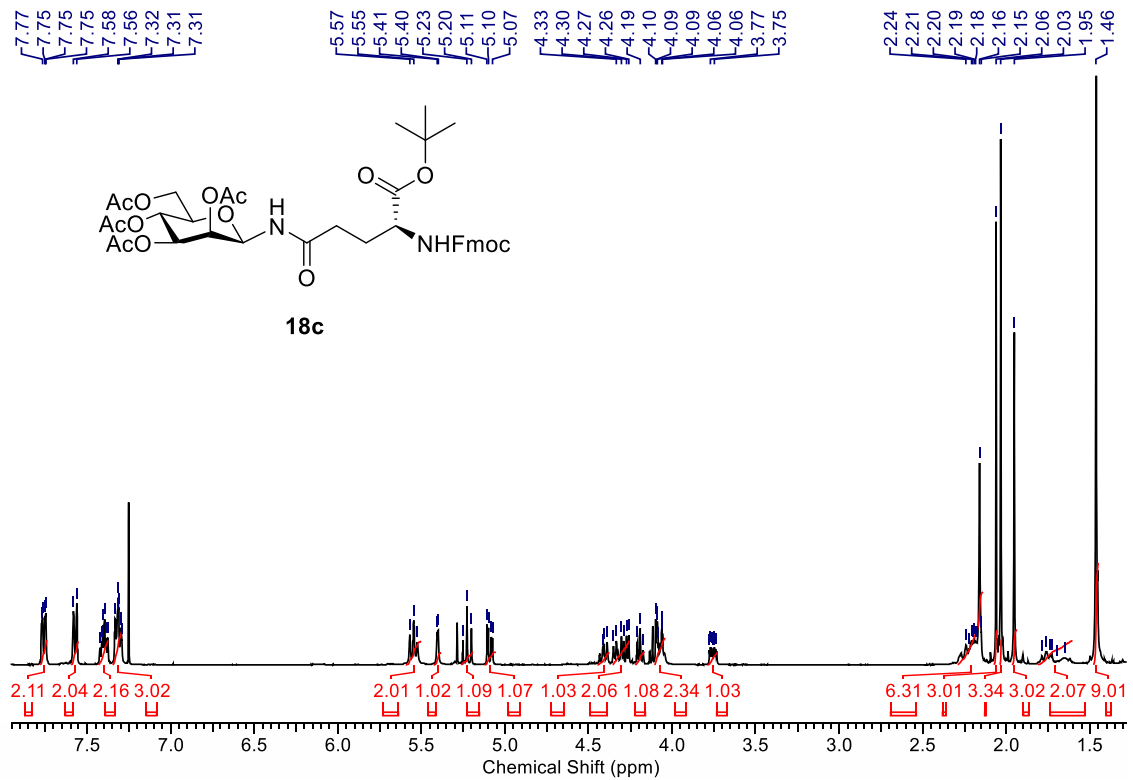 7.77 7.75 7.75 7.75 7.58 7.56 7.32 7.31 7.31 5.57 5.55 5.41 5.40 5.23 5.20 5.11 5.10 5.07 4.33 4.30 4.27 4.26 4.19 4.10 4.09 4.09 4.06 4.06 3.77 3.75 2.24 2.21 2.20 2.19 2.18 2.16 2.15 2.06 2.03 1.95 1.46
O
O
AcO OAc O H N
AcO
AcO
NHFmoc
O
18c
2.11 2.04 2.16 3.02 2.01 1.02 1.09 1.07 1.03 2.06 1.08 2.34 1.03 6.31 3.01 3.34 3.02 2.07 9.01
7.5 7.0 6.5 6.0 5.5 5.0 4.5 4.0 3.5 3.0 2.5 2.0 1.5
Chemical Shift (ppm)